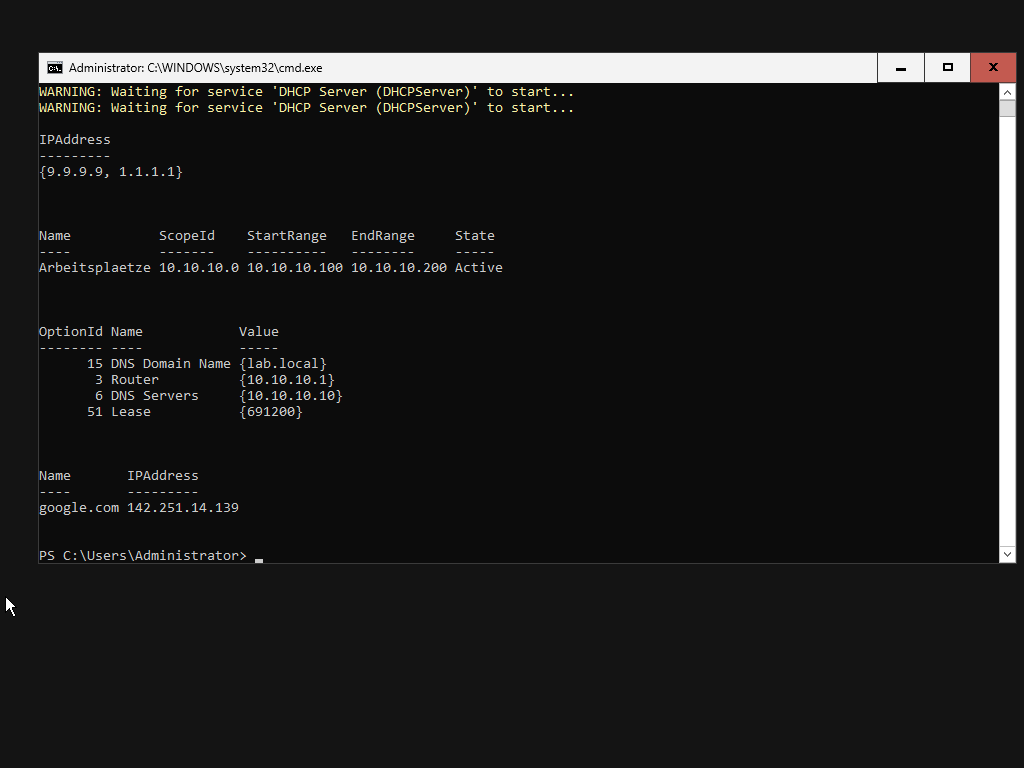 Administrator: C:\WINDOWS\system32\cmd.exe
WARNING: Waiting for service 'DHCP Server (DHCPServer)' to start...
WARNING: Waiting for service 'DHCP Server (DHCPServer)' to start...
IPAddress
---------
{9.9.9.9, 1.1.1.1}
Name           ScopeId    StartRange   EndRange     State
----           -------    ----------   --------     -----
Arbeitsplaetze 10.10.10.0 10.10.10.100 10.10.10.200 Active
OptionId Name            Value
-------- ----            -----
      15 DNS Domain Name {lab.local}
       3 Router          {10.10.10.1}
       6 DNS Servers     {10.10.10.10}
      51 Lease           {691200}
Name       IPAddress
----       ---------
google.com 142.251.14.139
PS C:\Users\Administrator>